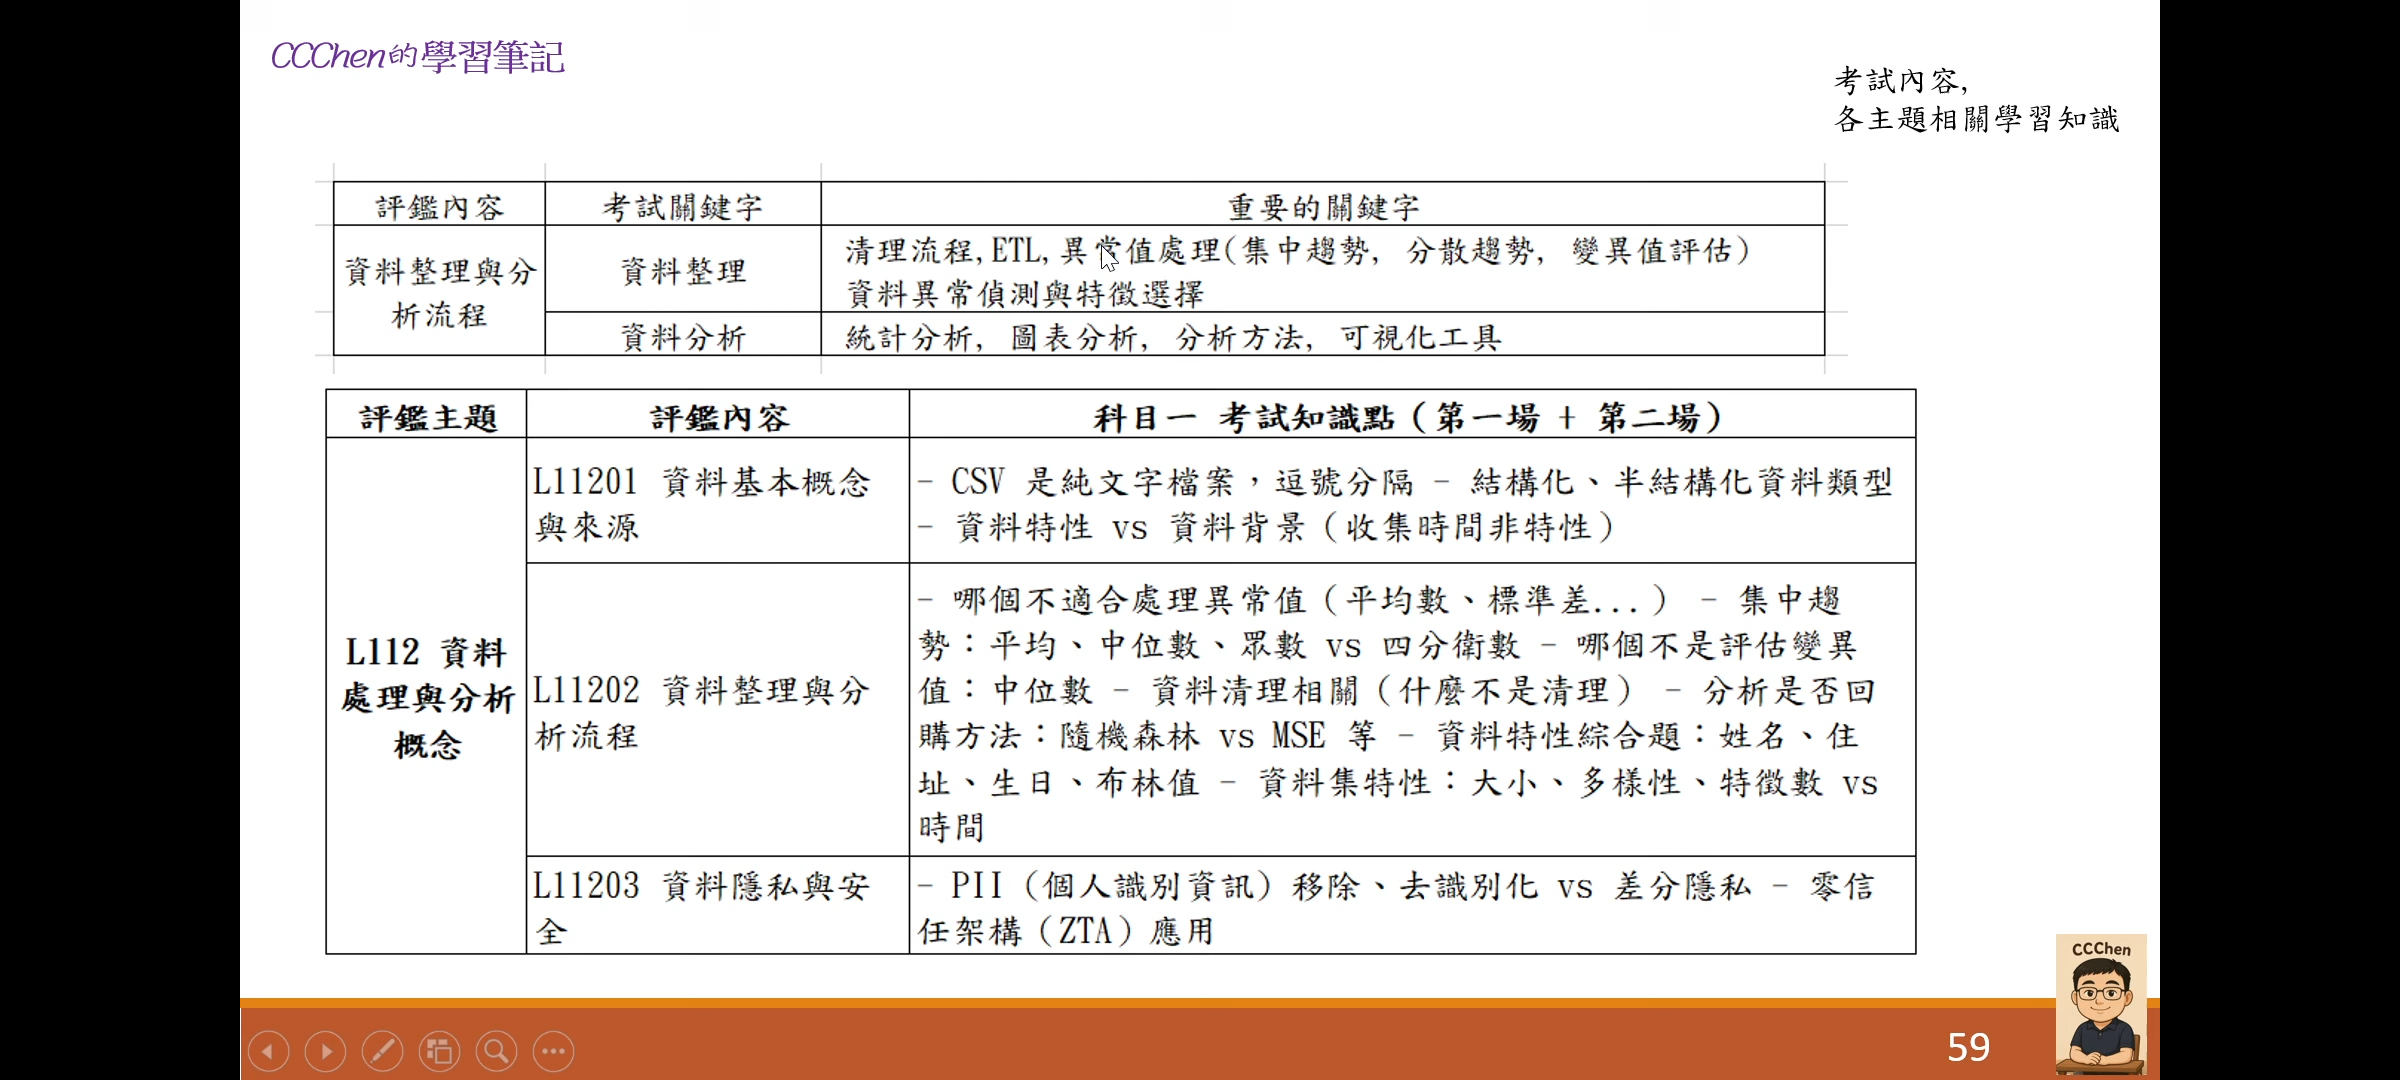 CCChen的學習筆記
考試內容,
各主題相關學習知識
評鑑內容 考試關鍵字 重要的關鍵字
資料整理與分析流程 資料整理 清理流程, ETL, 異常值處理(集中趨勢, 分散趨勢, 變異值評估)
資料異常偵測與特徵選擇
資料分析 統計分析, 圖表分析, 分析方法, 可視化工具
評鑑主題 評鑑內容 科目一 考試知識點（第一場 + 第二場）
L112 資料
處理與分析
概念
L11201 資料基本概念
與來源
- CSV 是純文字檔案，逗號分隔 - 結構化、半結構化資料類型
- 資料特性 vs 資料背景（收集時間非特性）
L11202 資料整理與分
析流程
- 哪個不適合處理異常值（平均數、標準差...） - 集中趨
勢：平均、中位數、眾數 vs 四分衛數 - 哪個不是評估變異
值：中位數 - 資料清理相關（什麼不是清理） - 分析是否回
購方法：隨機森林 vs MSE 等 - 資料特性綜合題：姓名、住
址、生日、布林值 - 資料集特性：大小、多樣性、特徵數 vs
時間
L11203 資料隱私與安
全
- PII（個人識別資訊）移除、去識別化 vs 差分隱私 - 零信
任架構（ZTA）應用
CCChen
59